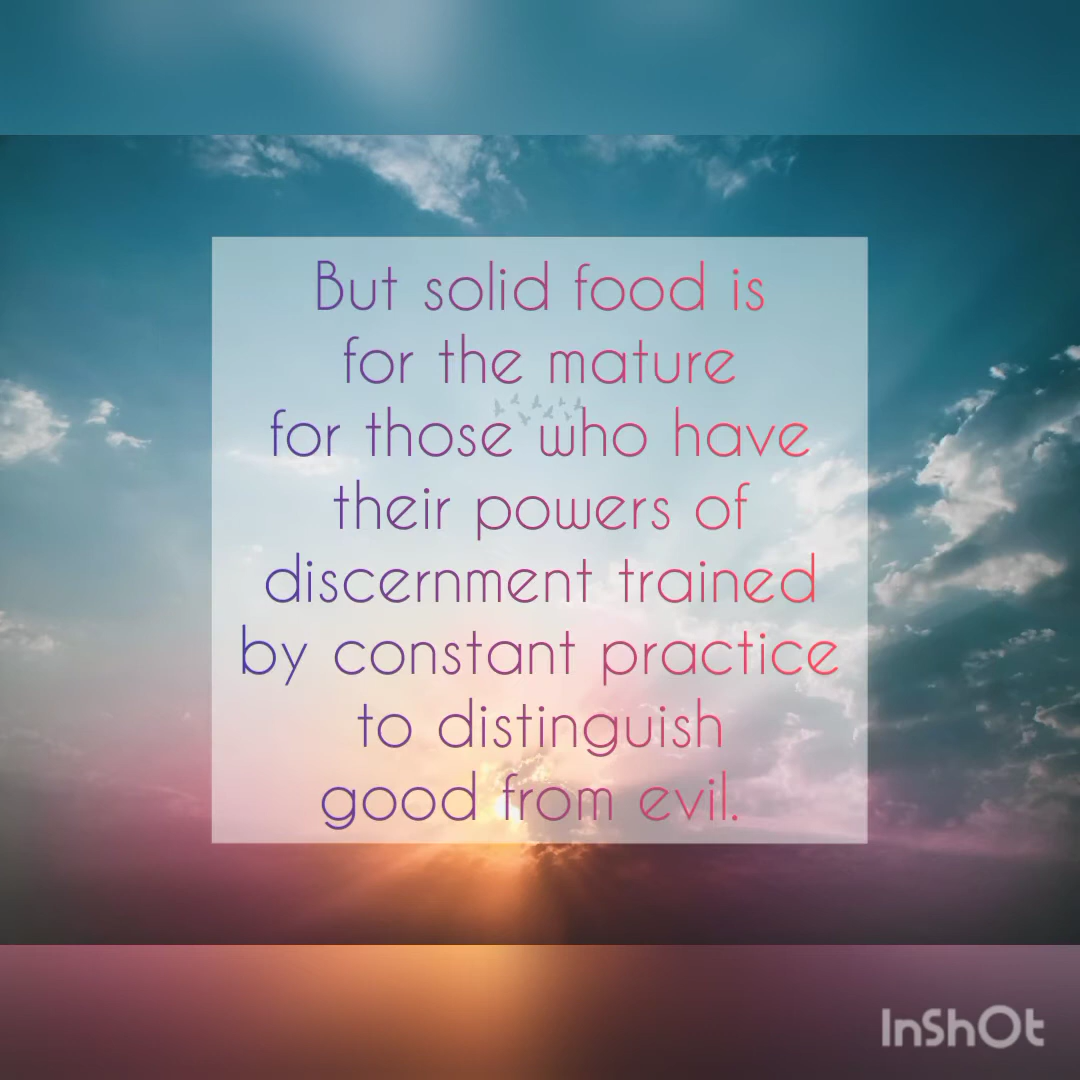 But solid food is
for the mature
for those who have
their powers of
discernment trained
by constant practice
to distinguish
good from evil.
InShOt